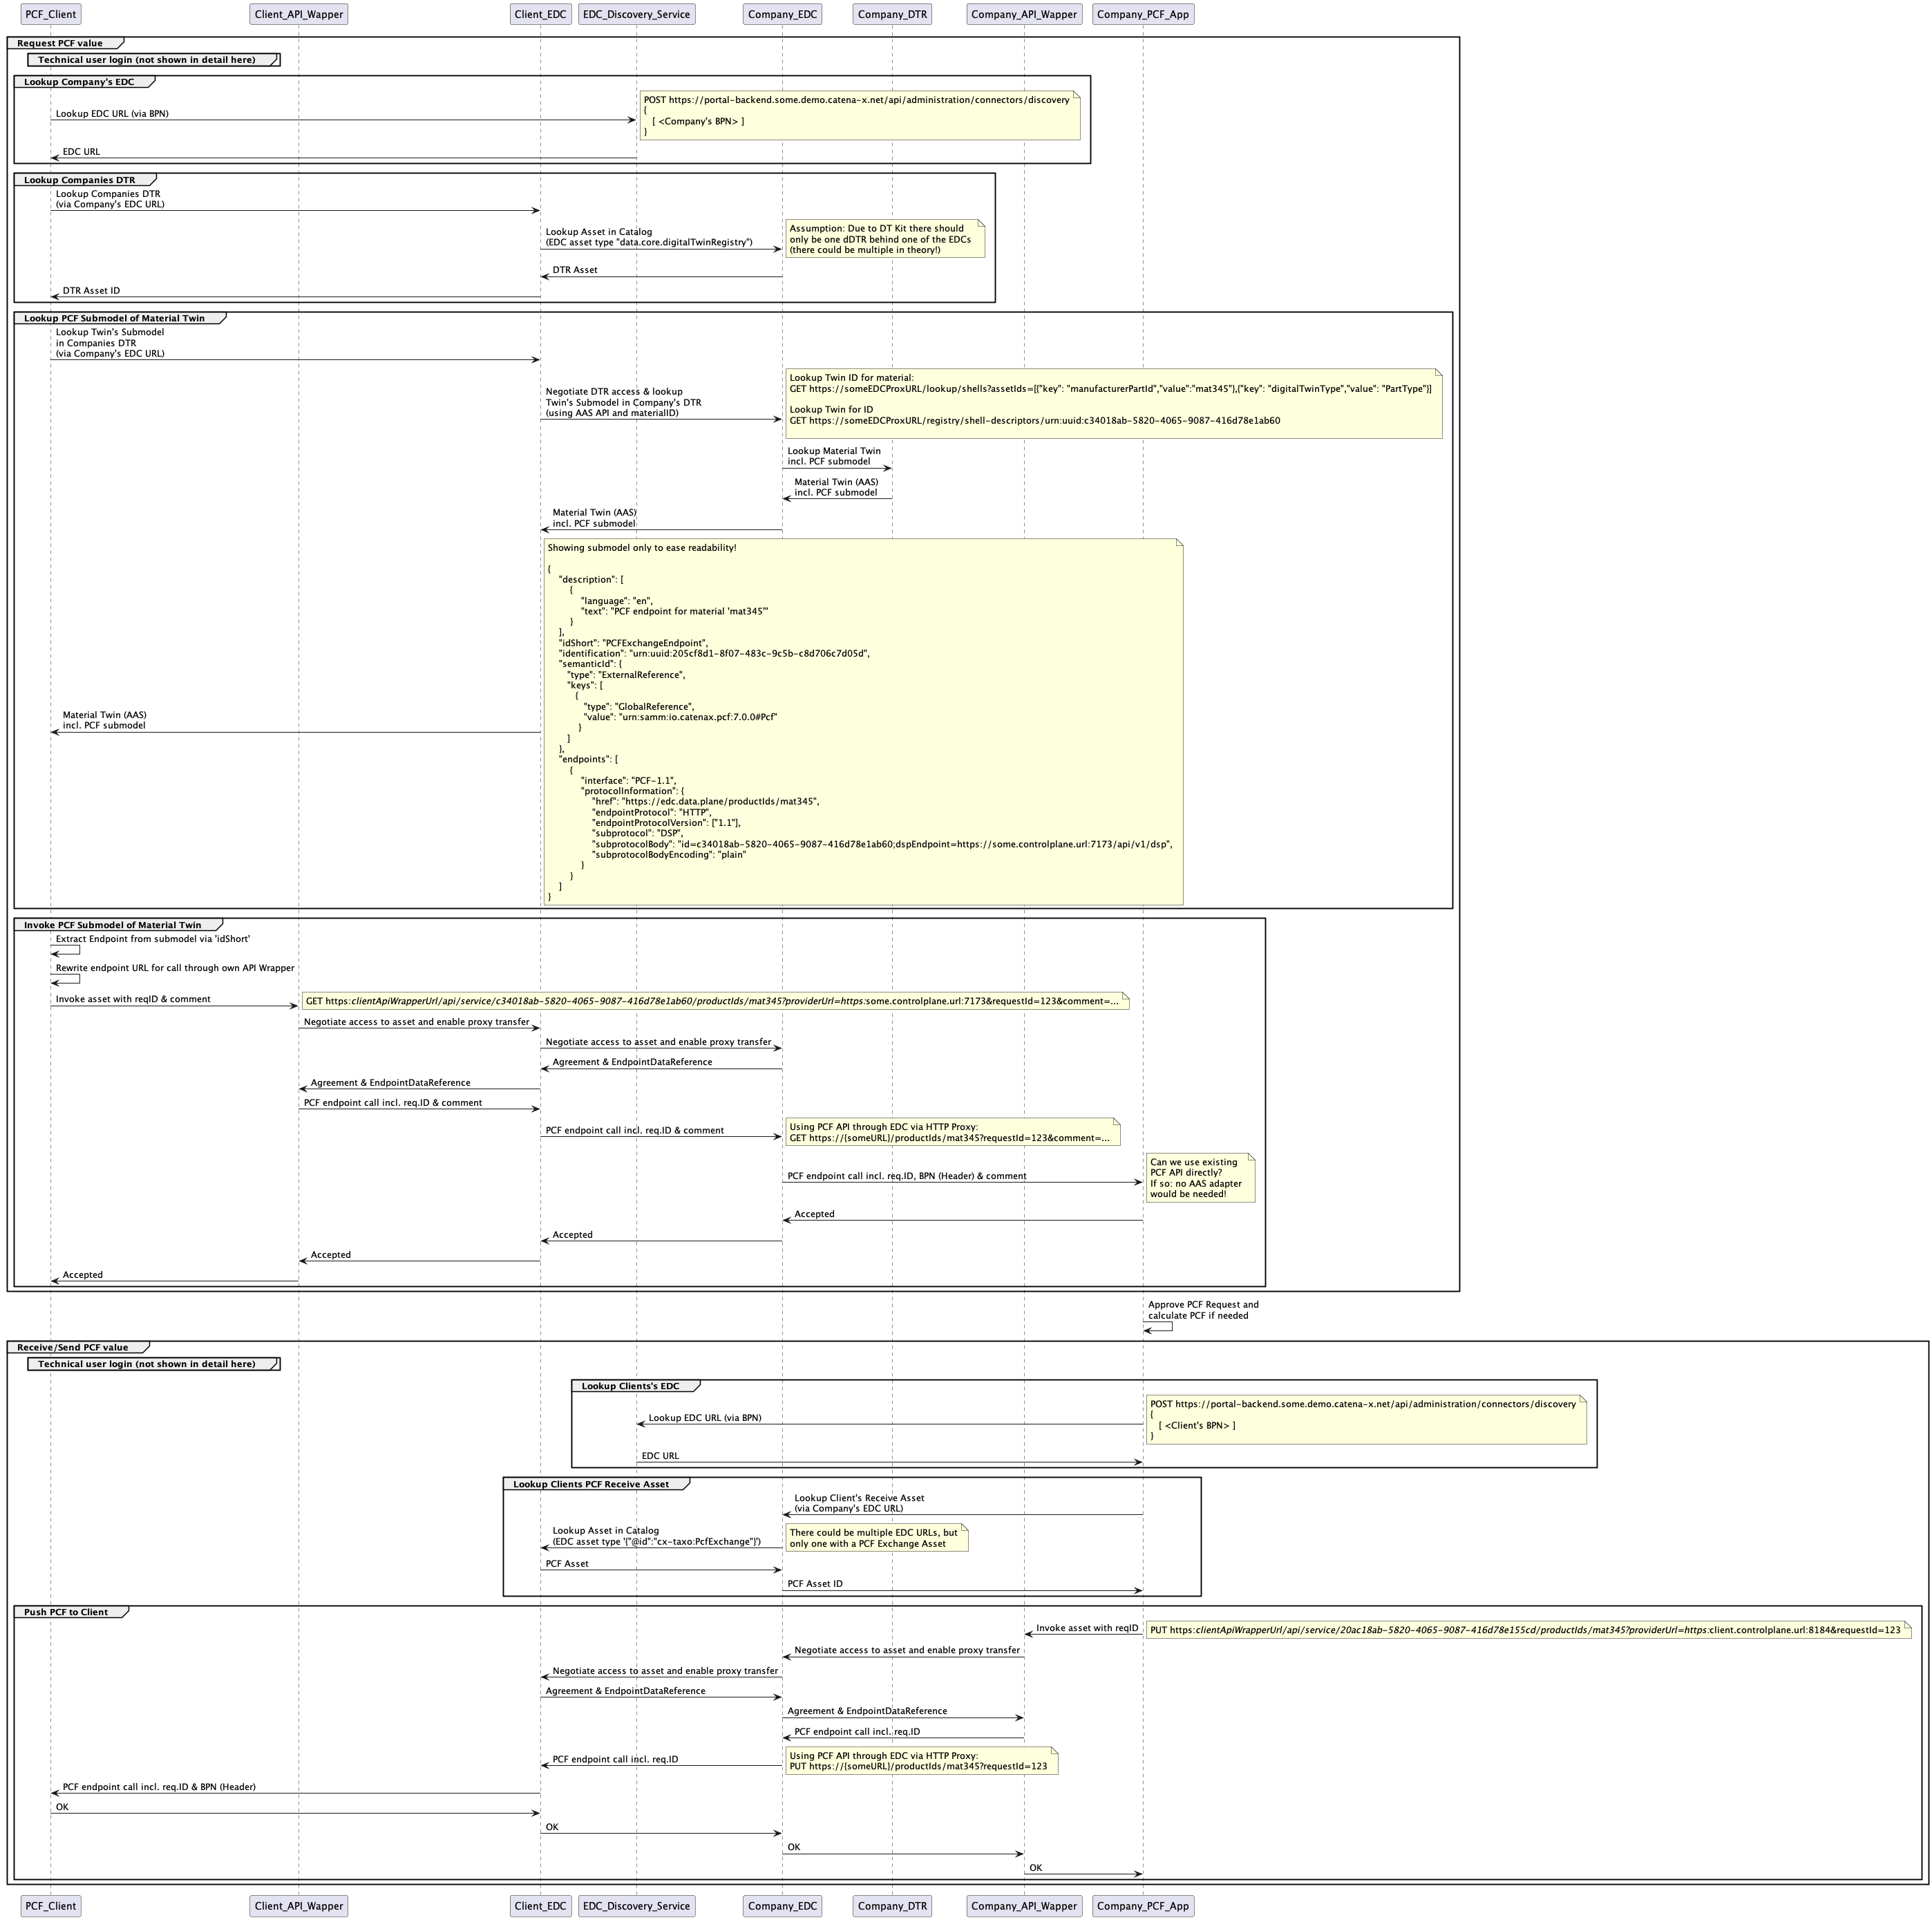 PCF_Client
Client_API_Wapper
Client_EDC
EDC_Discovery_Service
Company_EDC
Company_DTR
Company_API_Wapper
Company_PCF_App
Request PCF value
Technical user login (not shown in detail here)
Lookup Company's EDC
Lookup EDC URL (via BPN)
POST https://portal-backend.some.demo.catena-x.net/api/administration/connectors/discovery
{
[ <Company's BPN> ]
}
EDC URL
Lookup Companies DTR
Lookup Companies DTR
(via Company's EDC URL)
Lookup Asset in Catalog
(EDC asset type "data.core.digitalTwinRegistry")
Assumption: Due to DT Kit there should
only be one dDTR behind one of the EDCs
(there could be multiple in theory!)
DTR Asset
DTR Asset ID
Lookup PCF Submodel of Material Twin
Lookup Twin's Submodel
in Companies DTR
(via Company's EDC URL)
Negotiate DTR access & lookup
Twin's Submodel in Company's DTR
(using AAS API and materialID)
Lookup Twin ID for material:
GET https://someEDCProxURL/lookup/shells?assetIds=[{"key": "manufacturerPartId","value":"mat345"},{"key": "digitalTwinType","value": "PartType"}]
Lookup Twin for ID
GET https://someEDCProxURL/registry/shell-descriptors/urn:uuid:c34018ab-5820-4065-9087-416d78e1ab60
Lookup Material Twin
incl. PCF submodel
Material Twin (AAS)
incl. PCF submodel
Material Twin (AAS)
incl. PCF submodel
Material Twin (AAS)
incl. PCF submodel
Showing submodel only to ease readability!
{
"description": [
{
"language": "en",
"text": "PCF endpoint for material 'mat345'"
}
],
"idShort": "PCFExchangeEndpoint",
"identification": "urn:uuid:205cf8d1-8f07-483c-9c5b-c8d706c7d05d",
"semanticId": {
"type": "ExternalReference",
"keys": [
{
"type": "GlobalReference",
"value": "urn:samm:io.catenax.pcf:7.0.0#Pcf"
}
]
},
"endpoints": [
{
"interface": "PCF-1.1",
"protocolInformation": {
"href": "https://edc.data.plane/productIds/mat345",
"endpointProtocol": "HTTP",
"endpointProtocolVersion": ["1.1"],
"subprotocol": "DSP",
"subprotocolBody": "id=c34018ab-5820-4065-9087-416d78e1ab60;dspEndpoint=https://some.controlplane.url:7173/api/v1/dsp",
"subprotocolBodyEncoding": "plain"
}
}
]
}
Invoke PCF Submodel of Material Twin
Extract Endpoint from submodel via 'idShort'
Rewrite endpoint URL for call through own API Wrapper
Invoke asset with reqID & comment
GET https:clientApiWrapperUrl/api/service/c34018ab-5820-4065-9087-416d78e1ab60/productIds/mat345?providerUrl=https:some.controlplane.url:7173&requestId=123&comment=...
Negotiate access to asset and enable proxy transfer
Negotiate access to asset and enable proxy transfer
Agreement & EndpointDataReference
Agreement & EndpointDataReference
PCF endpoint call incl. req.ID & comment
PCF endpoint call incl. req.ID & comment
Using PCF API through EDC via HTTP Proxy:
GET https://{someURL}/productIds/mat345?requestId=123&comment=...
PCF endpoint call incl. req.ID, BPN (Header) & comment
Can we use existing
PCF API directly?
If so: no AAS adapter
would be needed!
Accepted
Accepted
Accepted
Accepted
Approve PCF Request and
calculate PCF if needed
Receive/Send PCF value
Technical user login (not shown in detail here)
Lookup Clients's EDC
Lookup EDC URL (via BPN)
POST https://portal-backend.some.demo.catena-x.net/api/administration/connectors/discovery
{
[ <Client's BPN> ]
}
EDC URL
Lookup Clients PCF Receive Asset
Lookup Client's Receive Asset
(via Company's EDC URL)
Lookup Asset in Catalog
(EDC asset type '{"@id":"cx-taxo:PcfExchange"}')
There could be multiple EDC URLs, but
only one with a PCF Exchange Asset
PCF Asset
PCF Asset ID
Push PCF to Client
Invoke asset with reqID
PUT https:clientApiWrapperUrl/api/service/20ac18ab-5820-4065-9087-416d78e155cd/productIds/mat345?providerUrl=https:client.controlplane.url:8184&requestId=123
Negotiate access to asset and enable proxy transfer
Negotiate access to asset and enable proxy transfer
Agreement & EndpointDataReference
Agreement & EndpointDataReference
PCF endpoint call incl. req.ID
PCF endpoint call incl. req.ID
Using PCF API through EDC via HTTP Proxy:
PUT https://{someURL}/productIds/mat345?requestId=123
PCF endpoint call incl. req.ID & BPN (Header)
OK
OK
OK
OK
PCF_Client
Client_API_Wapper
Client_EDC
EDC_Discovery_Service
Company_EDC
Company_DTR
Company_API_Wapper
Company_PCF_App